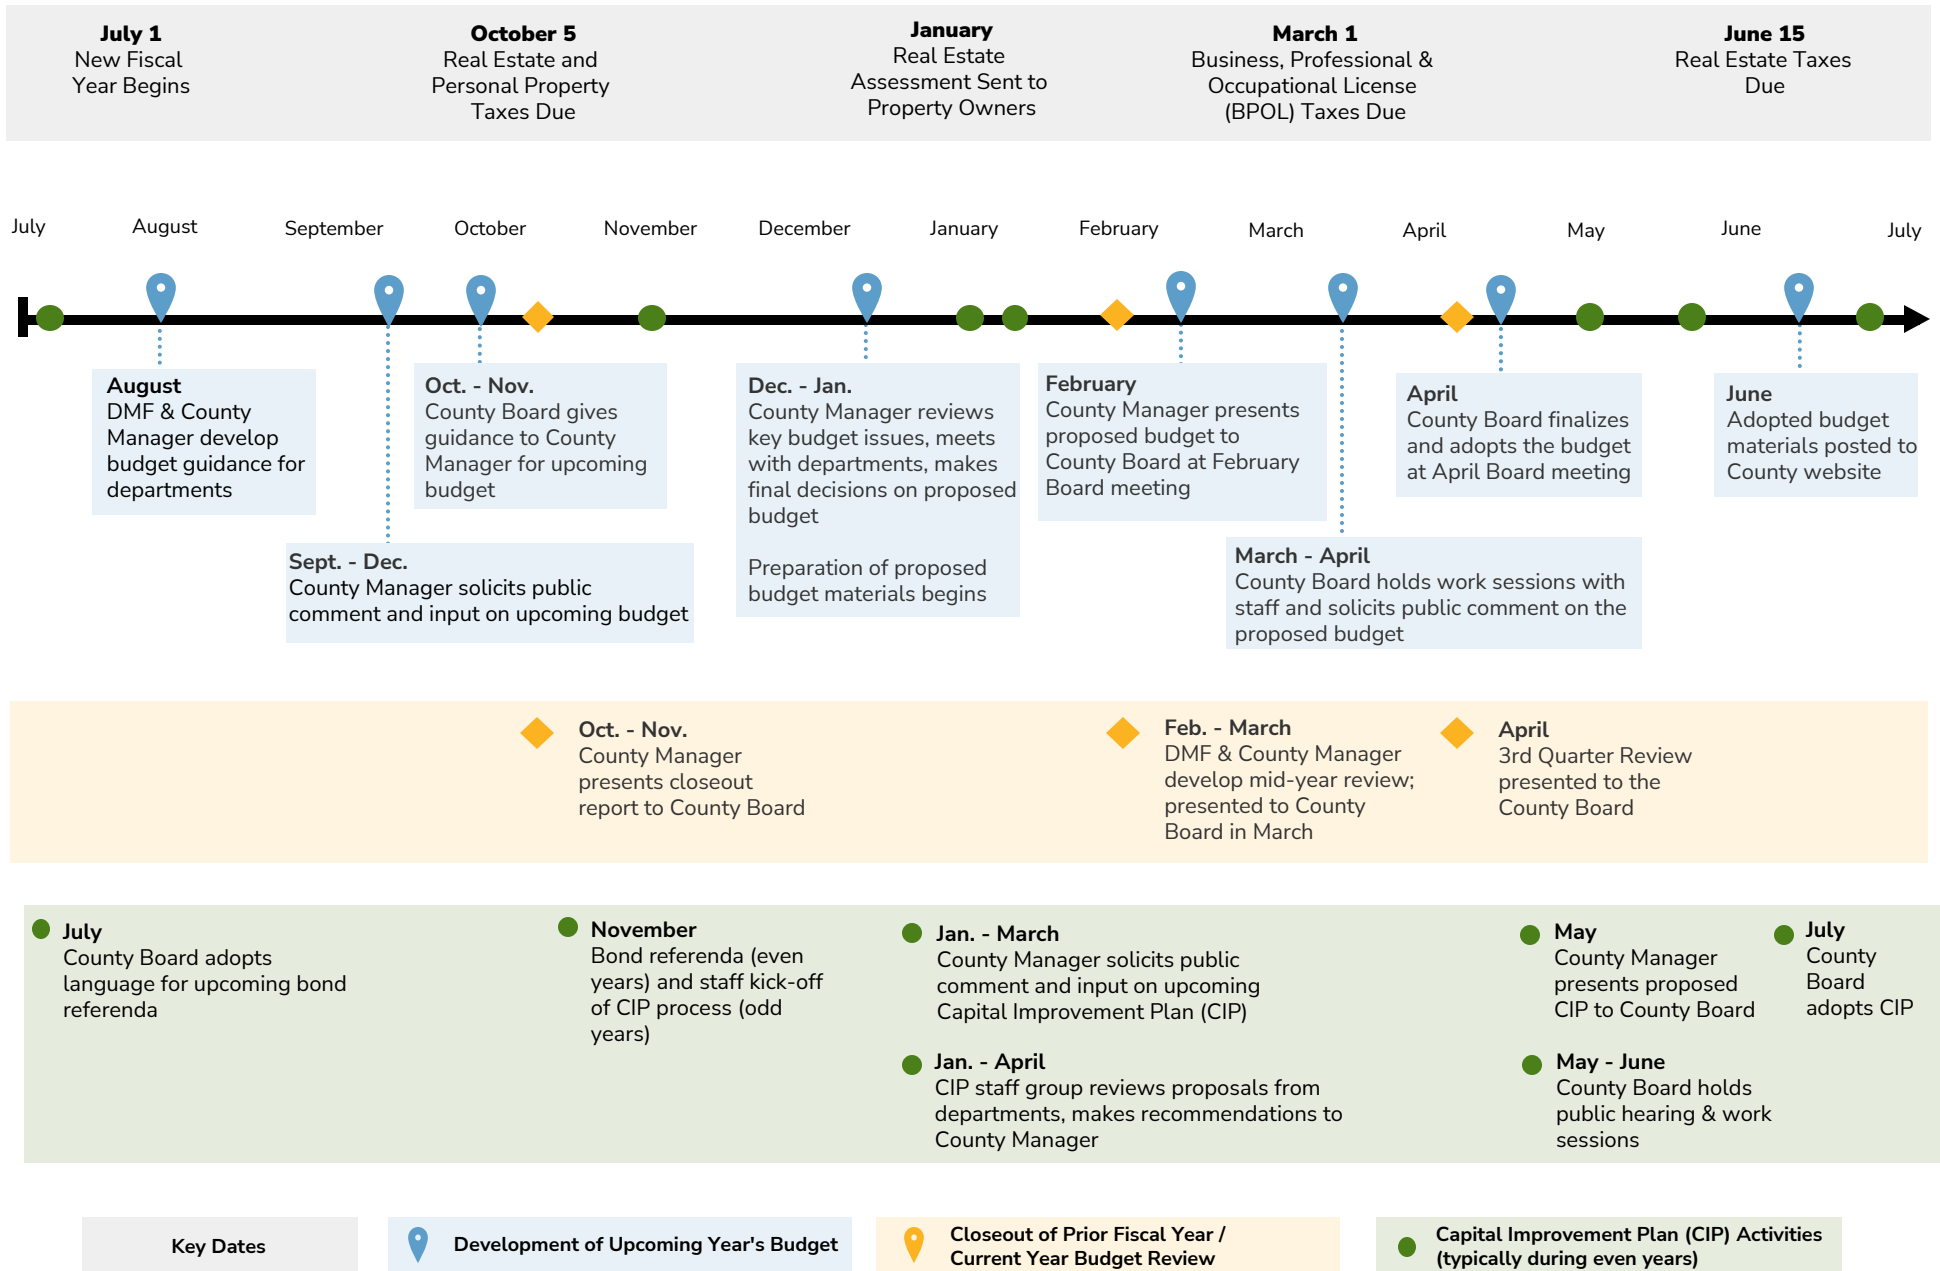 July 1
New Fiscal
Year Begins
October 5
Real Estate and
Personal Property
Taxes Due
January
Real Estate
Assessment Sent to
Property Owners
March 1
Business, Professional &
Occupational License
(BPOL) Taxes Due
June 15
Real Estate Taxes
Due
July
August
September
October
November
December
January
February
March
April
May
June
July
August
DMF & County
Manager develop
budget guidance for
departments
Sept. - Dec.
County Manager solicits public
comment and input on upcoming budget
Oct. - Nov.
County Board gives
guidance to County
Manager for upcoming
budget
Dec. - Jan.
County Manager reviews
key budget issues, meets
with departments, makes
final decisions on proposed
budget
Preparation of proposed
budget materials begins
February
County Manager presents
proposed budget to
County Board at February
Board meeting
March - April
County Board holds work sessions with
staff and solicits public comment on the
proposed budget
April
County Board finalizes
and adopts the budget
at April Board meeting
June
Adopted budget
materials posted to
County website
Oct. - Nov.
County Manager
presents closeout
report to County Board
Feb. - March
DMF & County Manager
develop mid-year review;
presented to County
Board in March
April
3rd Quarter Review
presented to the
County Board
July
County Board adopts
language for upcoming bond
referenda
November
Bond referenda (even
years) and staff kick-off
of CIP process (odd
years)
Jan. - March
County Manager solicits public
comment and input on upcoming
Capital Improvement Plan (CIP)
Jan. - April
CIP staff group reviews proposals from
departments, makes recommendations to
County Manager
May
County Manager
presents proposed
CIP to County Board
May - June
County Board holds
public hearing & work
sessions
July
County
Board
adopts CIP
Key Dates
Development of Upcoming Year's Budget
Closeout of Prior Fiscal Year /
Current Year Budget Review
Capital Improvement Plan (CIP) Activities
(typically during even years)